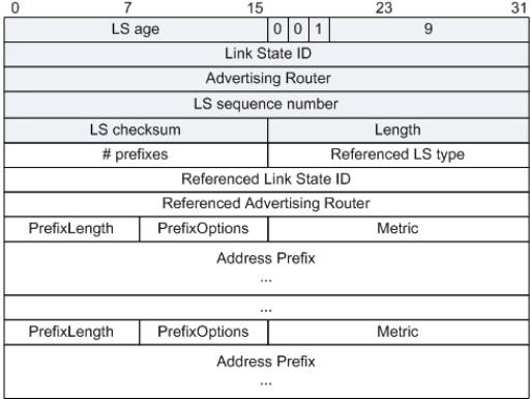 0 7 15 23 31
LS age 0 0 1 9
Link State ID
Advertising Router
LS sequence number
LS checksum Length
# prefixes Referenced LS type
Referenced Link State ID
Referenced Advertising Router
PrefixLength PrefixOptions Metric
Address Prefix
...
...
PrefixLength PrefixOptions Metric
Address Prefix
...